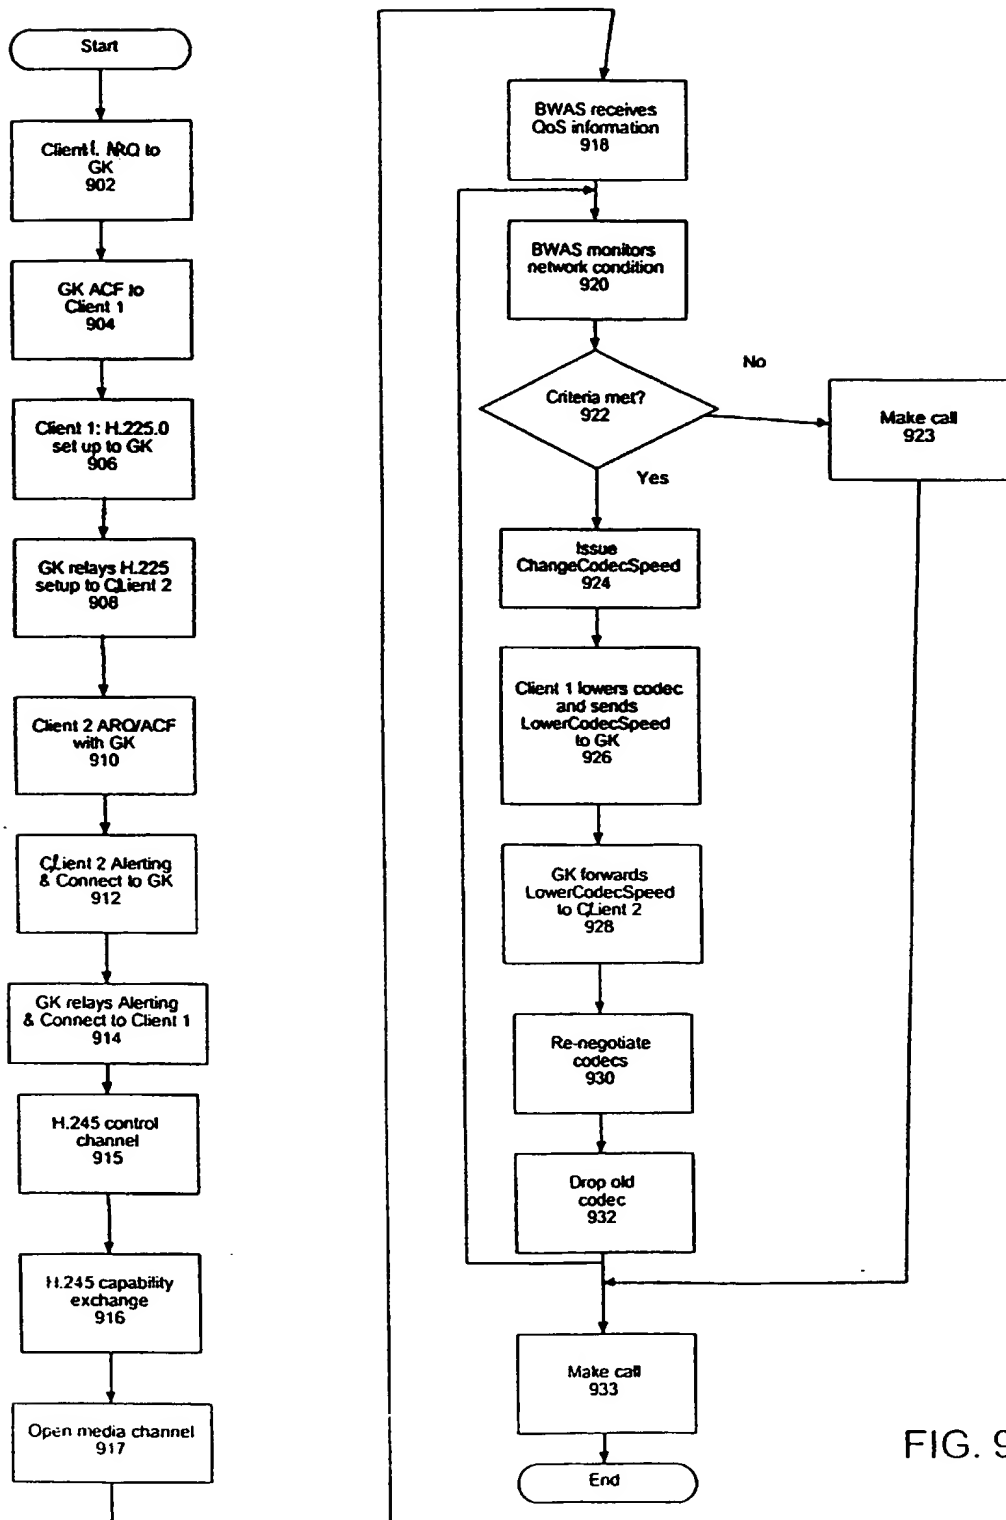 Start
Client1: ARQ to
GK
902
GK ACF to
Client 1
904
Client 1: H.225.0
set up to GK
906
GK relays H.225
setup to CLient 2
908
Client 2 ARQ/ACF
with GK
910
CLient 2 Alerting
& Connect to GK
912
GK relays Alerting
& Connect to Client 1
914
H.245 control
channel
915
H.245 capability
exchange
916
Open media channel
917
BWAS receives
QoS information
918
BWAS monitors
network condition
920
Criteria met?
922
No
Make call
923
Yes
Issue
ChangeCodecSpeed
924
Client 1 lowers codec
and sends
LowerCodecSpeed
to GK
926
GK forwards
LowerCodecSpeed
to CLient 2
928
Re-negotiate
codecs
930
Drop old
codec
932
Make call
933
End
FIG. 9